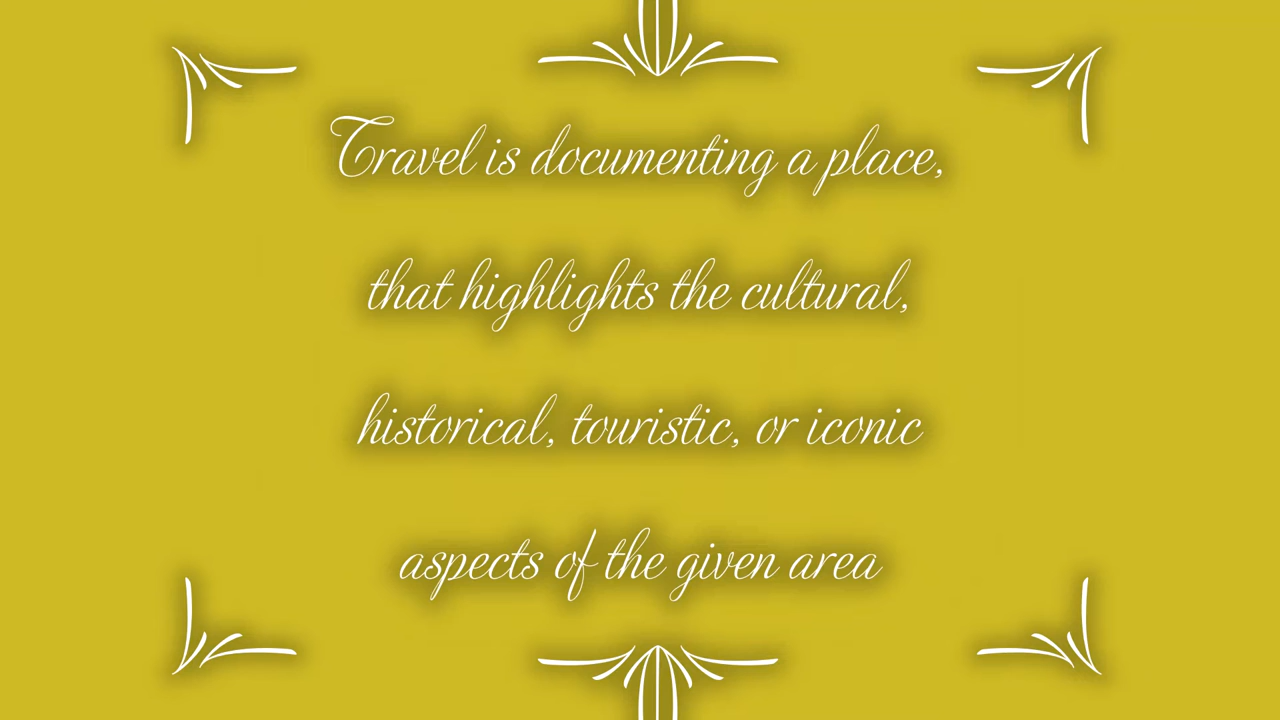 Travel is documenting a place,
that highlights the cultural,
historical, touristic, or iconic
aspects of the given area